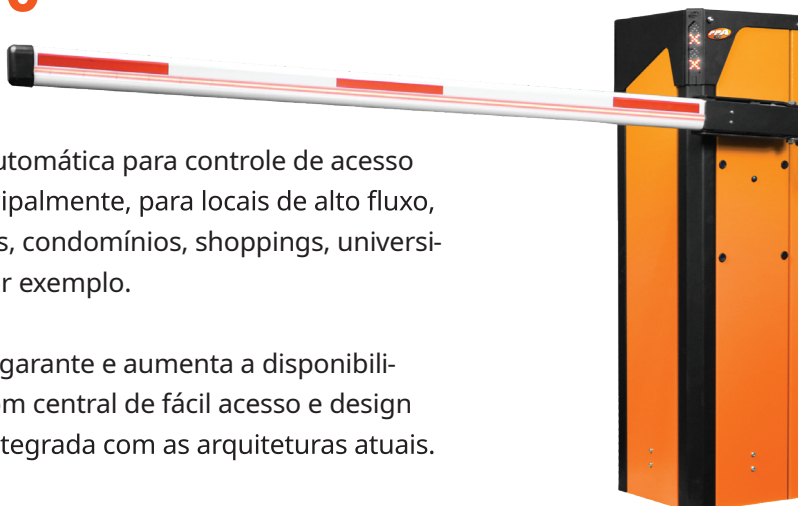 utomática para controle de acesso
ipalmente, para locais de alto fluxo,
s, condomínios, shoppings, universi-
r exemplo.
garante e aumenta a disponibili-
m central de fácil acesso e design
tegrada com as arquiteturas atuais.
PPA